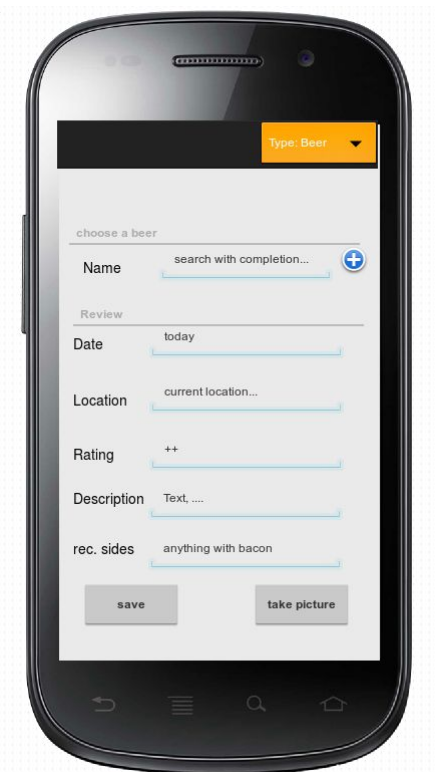 Type: Beer
choose a beer
Name search with completion...
Review
Date today
Location current location...
Rating ++
Description Text, ....
rec. sides anything with bacon
save take picture